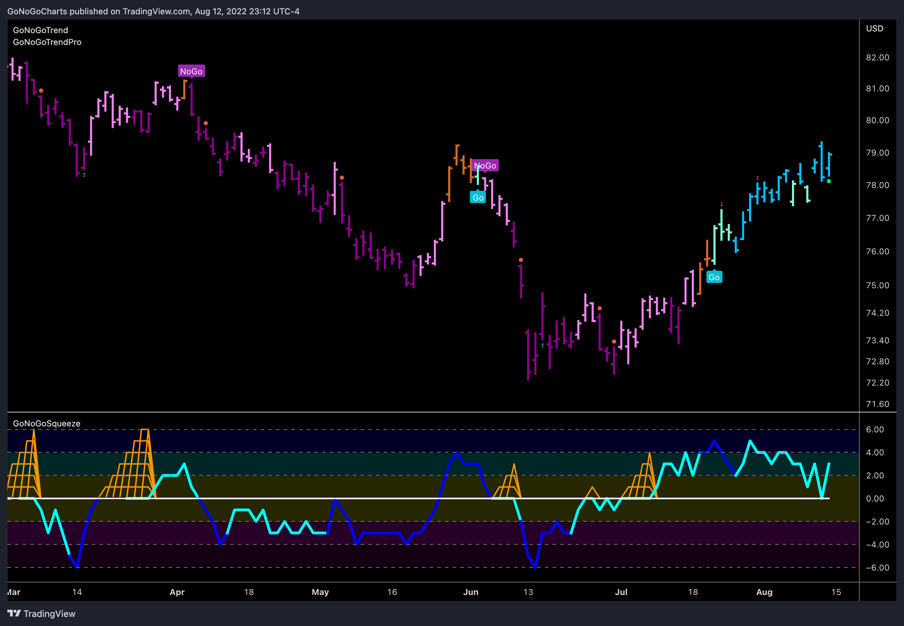 GoNoGoCharts published on TradingView.com, Aug 12, 2022 23:12 UTC-4
GoNoGoTrend
GoNoGoTrendPro
USD
82.00
NoGo
81.00
80.00
79.00
NoGo
78.00
Go
77.00
76.00
Go
75.00
74.20
73.40
72.80
72.20
71.60
GoNoGoSqueeze
6.00
4.00
2.00
0.00
−2.00
−4.00
−6.00
Mar 14 Apr 18 May 16 Jun 13 Jul 18 Aug 15
TradingView